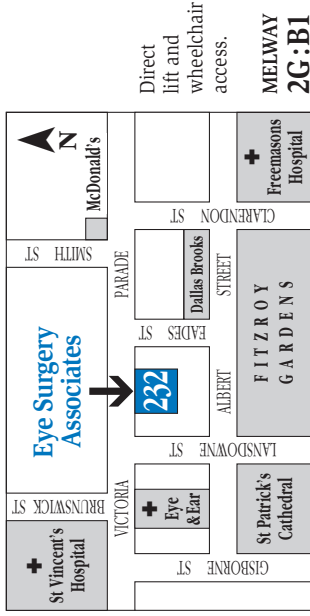 Eye Surgery
Associates
N
McDonald's
St Vincent's
Hospital
BRUNSWICK ST
SMITH ST
VICTORIA
PARADE
232
Eye
& Ear
Dallas Brooks
GISBORNE ST
LANSDOWNE ST
EADES ST
CLARENDON ST
ALBERT
STREET
St Patrick's
Cathedral
FITZROY
GARDENS
Freemasons
Hospital
Direct
lift and
wheelchair
access.
MELWAY
2G:B1